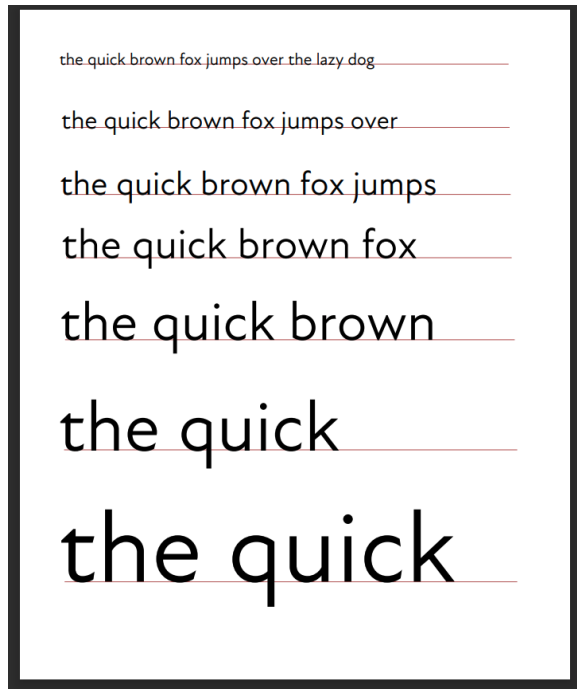 the quick brown fox jumps over the lazy dog
the quick brown fox jumps over
the quick brown fox jumps
the quick brown fox
the quick brown
the quick
the quick